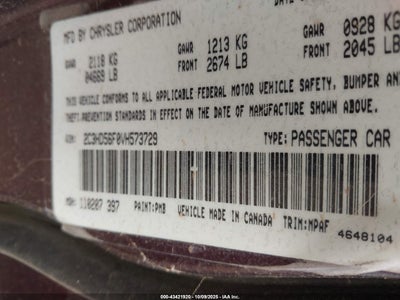 MFD BY CHRYSLER CORPORATION
DATE O
GAWR 1213 KG GAWR 0928 KG
2118 KG FRONT 2674 LB FRONT 2045 LB
04669 LB
THIS VEHICLE CONFORMS TO ALL APPLICABLE FEDERAL MOTOR VEHICLE SAFETY, BUMPER AND
THEFT PREVENTION STANDARDS IN EFFECT ON THE DATE OF MANUFACTURE SHOWN ABOVE.
2C3HD56F0VH573729 TYPE: PASSENGER CAR
MDH: 110207 397 PAINT:PMB VEHICLE MADE IN CANADA TRIM:MPAF
4648104
000-43421920 - 10/09/2025 - IAAI.COM